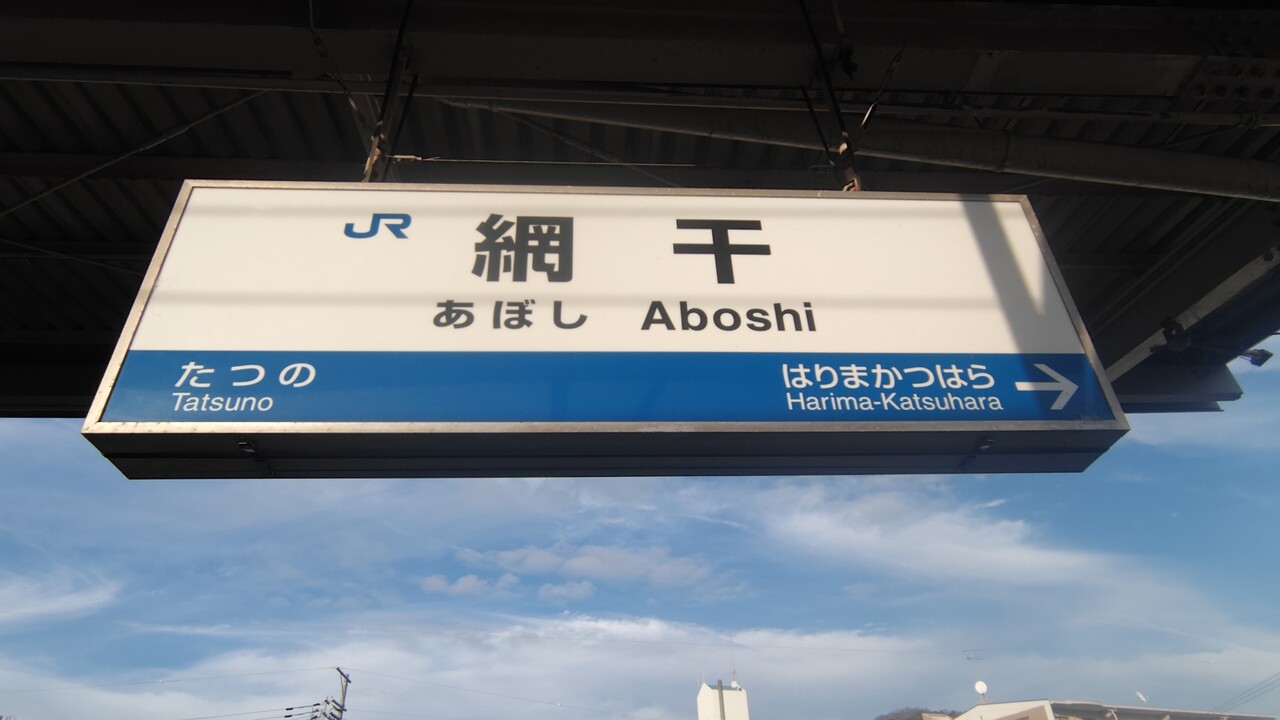 JR 網干
あぼし Aboshi
たつの はりまかつはら →
Tatsuno Harima-Katsuhara